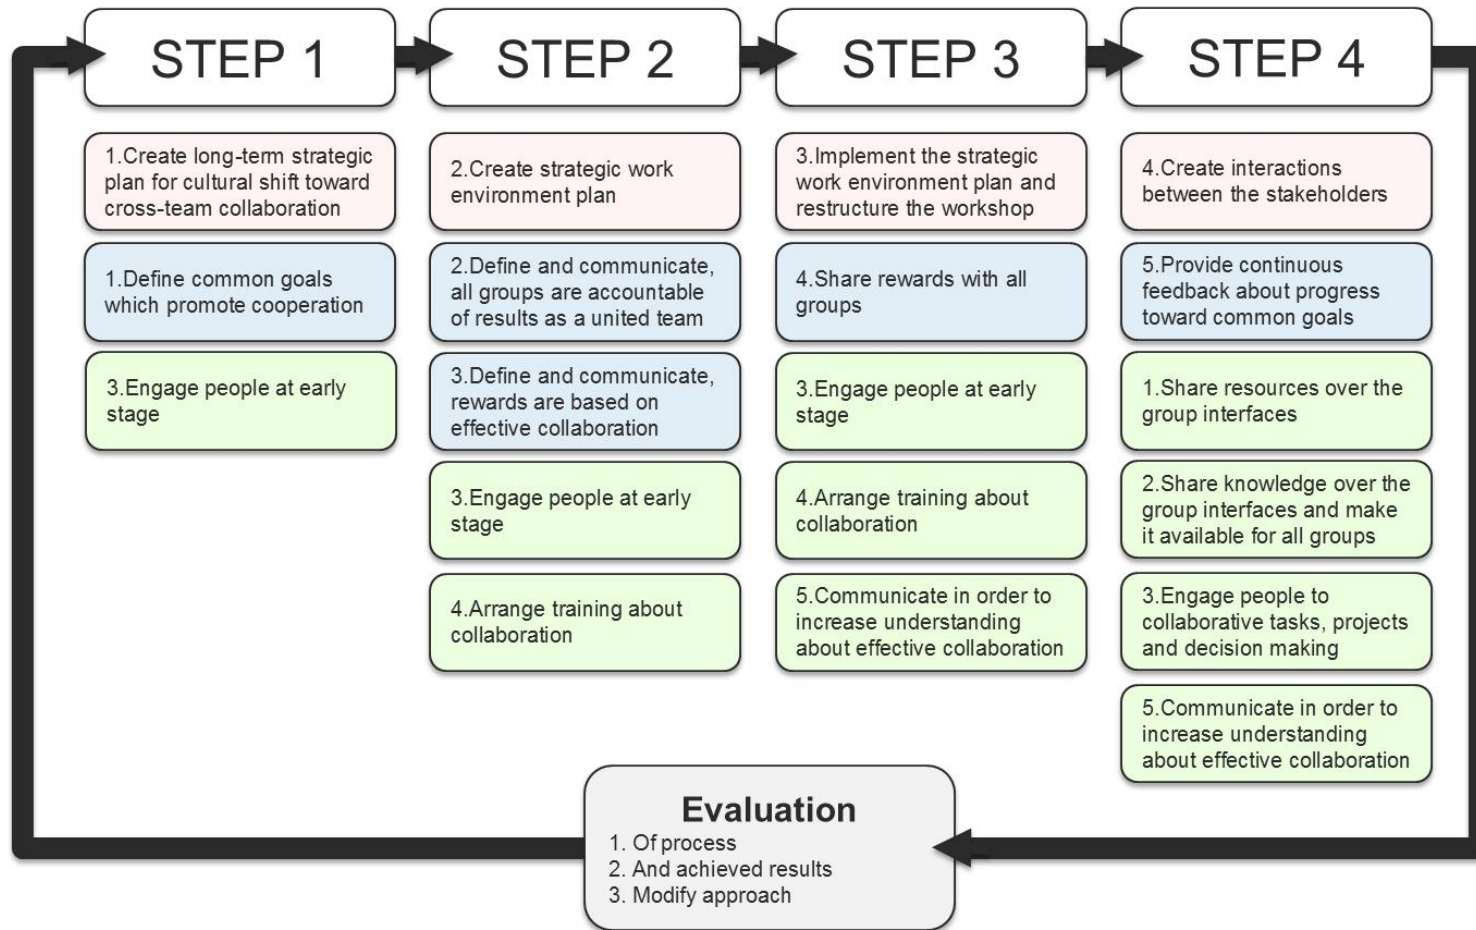 STEP 1
STEP 2
STEP 3
STEP 4
1.Create long-term strategic
plan for cultural shift toward
cross-team collaboration
1.Define common goals
which promote cooperation
3.Engage people at early
stage
2.Create strategic work
environment plan
2.Define and communicate,
all groups are accountable
of results as a united team
3.Define and communicate,
rewards are based on
effective collaboration
3.Engage people at early
stage
4.Arrange training about
collaboration
3.Implement the strategic
work environment plan and
restructure the workshop
4.Share rewards with all
groups
3.Engage people at early
stage
4.Arrange training about
collaboration
5.Communicate in order to
increase understanding
about effective collaboration
4.Create interactions
between the stakeholders
5.Provide continuous
feedback about progress
toward common goals
1.Share resources over the
group interfaces
2.Share knowledge over the
group interfaces and make
it available for all groups
3.Engage people to
collaborative tasks, projects
and decision making
5.Communicate in order to
increase understanding
about effective collaboration
Evaluation
1. Of process
2. And achieved results
3. Modify approach